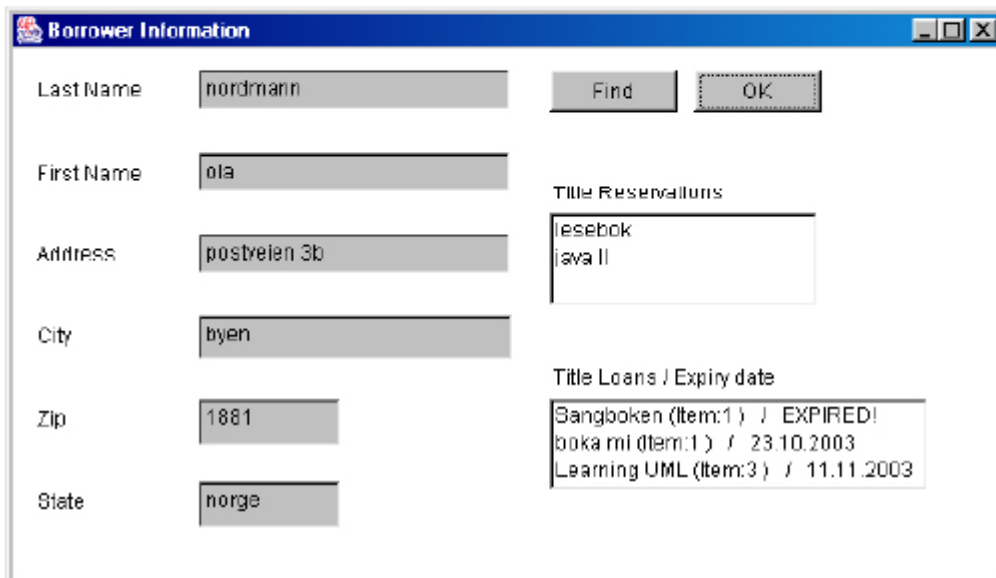 Borrower Information
Last Name nordmann Find OK
First Name ola
Title Reservations
lesebok
java II
Address postveien 3b
City byen
Title Loans / Expiry date
Sangboken (Item:1 ) / EXPIRED!
boka mi (Item:1 ) / 23.10.2003
Learning UML (Item:3 ) / 11.11.2003
Zip 1881
State norge